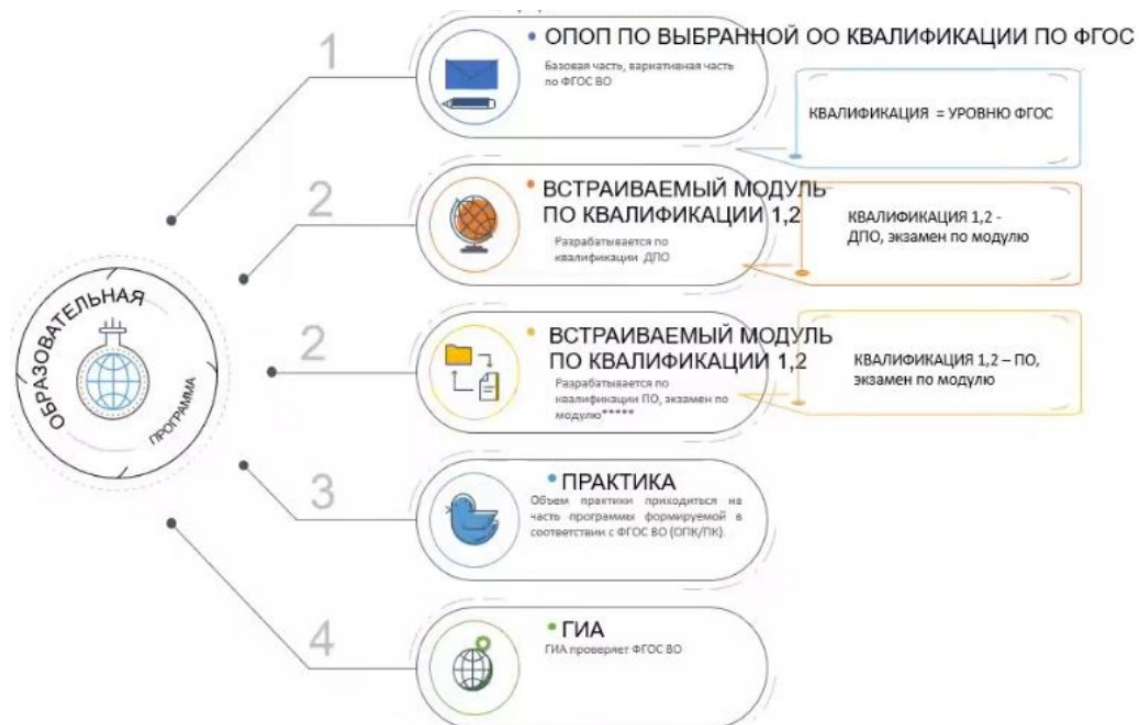 1
ОПОП ПО ВЫБРАННОЙ ОО КВАЛИФИКАЦИИ ПО ФГОС
Базовая часть, вариативная часть
по ФГОС ВО
КВАЛИФИКАЦИЯ = УРОВНЮ ФГОС
2
ВСТРАИВАЕМЫЙ МОДУЛЬ
ПО КВАЛИФИКАЦИИ 1,2
Разрабатывается по
квалификации ДПО
КВАЛИФИКАЦИЯ 1,2 -
ДПО, экзамен по модулю
ОБРАЗОВАТЕЛЬНАЯ
ПРОГРАММА
2
ВСТРАИВАЕМЫЙ МОДУЛЬ
ПО КВАЛИФИКАЦИИ 1,2
Разрабатывается по
квалификации ПО, экзамен по
модулю*****
КВАЛИФИКАЦИЯ 1,2 – ПО,
экзамен по модулю
3
ПРАКТИКА
Объем практики приходиться на
часть программы формируемой в
соответствии с ФГОС ВО (ОПК/ПК).
4
ГИА
ГИА проверяет ФГОС ВО